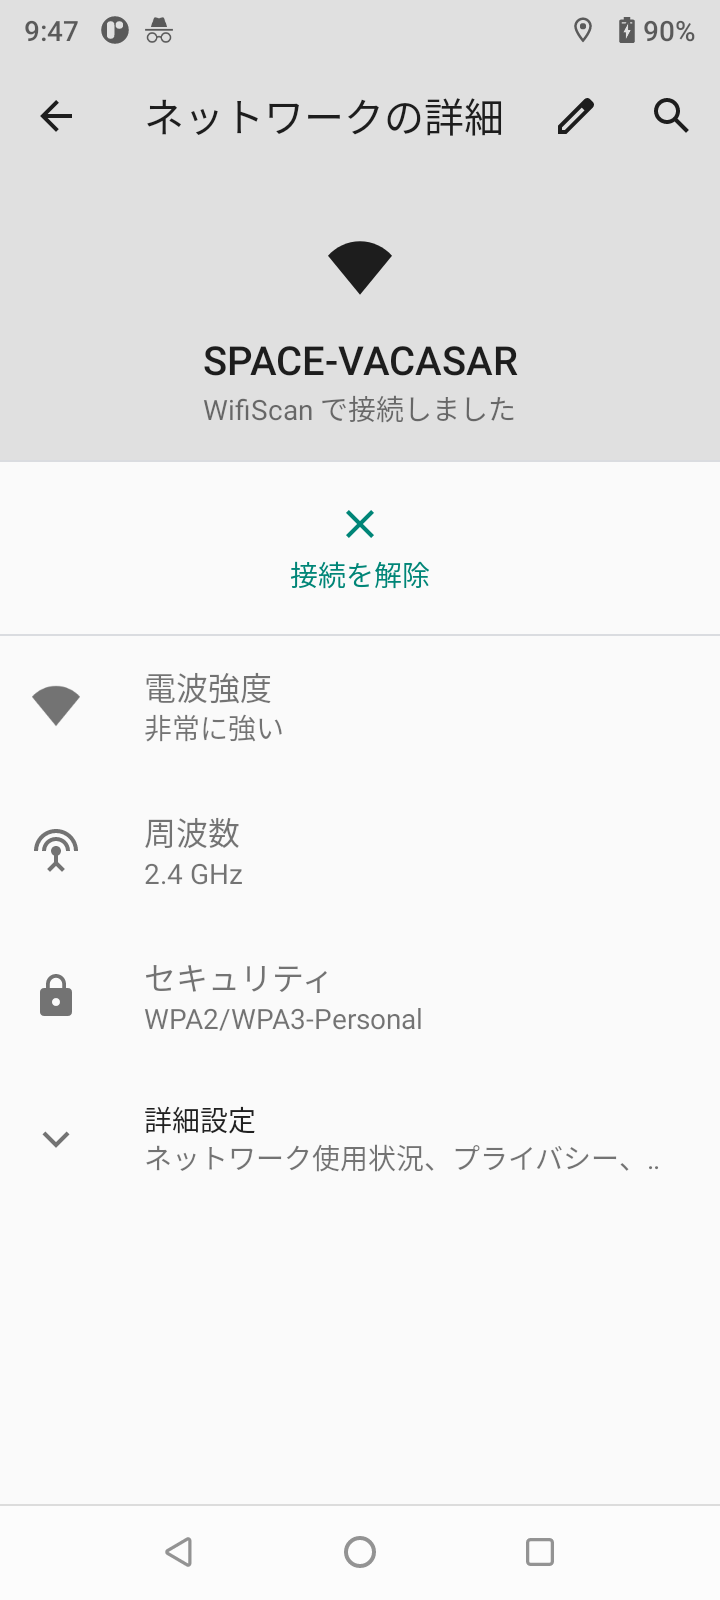 9:47
90%
ネットワークの詳細
SPACE-VACASAR
WifiScan で接続しました
接続を解除
電波強度
非常に強い
周波数
2.4 GHz
セキュリティ
WPA2/WPA3-Personal
詳細設定
ネットワーク使用状況、プライバシー、..